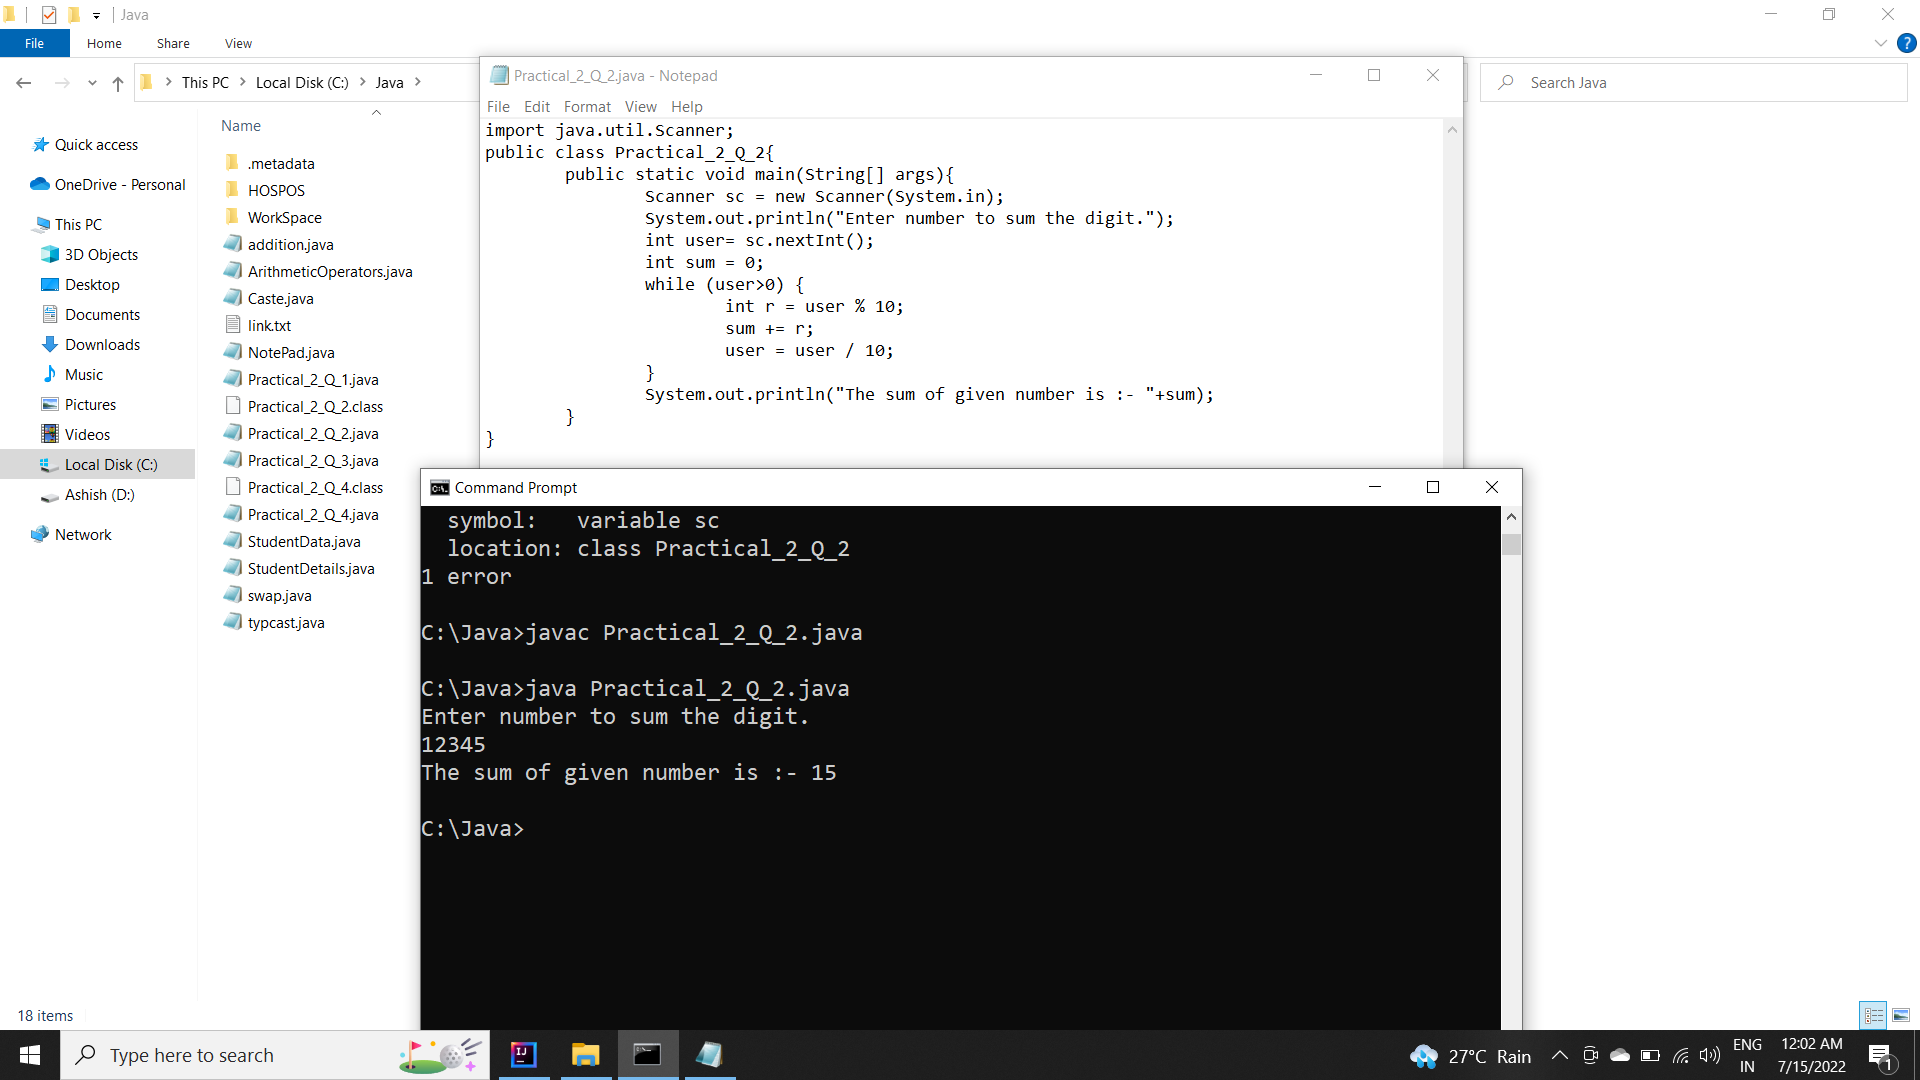 Java
File Home Share View
This PC Local Disk (C:) Java
Search Java
Quick access
OneDrive - Personal
This PC
3D Objects
Desktop
Documents
Downloads
Music
Pictures
Videos
Local Disk (C:)
Ashish (D:)
Network
Name
.metadata
HOSPOS
WorkSpace
addition.java
ArithmeticOperators.java
Caste.java
link.txt
NotePad.java
Practical_2_Q_1.java
Practical_2_Q_2.class
Practical_2_Q_2.java
Practical_2_Q_3.java
Practical_2_Q_4.class
Practical_2_Q_4.java
StudentData.java
StudentDetails.java
swap.java
typcast.java
18 items
Practical_2_Q_2.java - Notepad
File Edit Format View Help
import java.util.Scanner;
public class Practical_2_Q_2{
public static void main(String[] args){
Scanner sc = new Scanner(System.in);
System.out.println("Enter number to sum the digit.");
int user= sc.nextInt();
int sum = 0;
while (user>0) {
int r = user % 10;
sum += r;
user = user / 10;
}
System.out.println("The sum of given number is :- "+sum);
}
}
Command Prompt
symbol: variable sc
location: class Practical_2_Q_2
1 error
C:\Java>javac Practical_2_Q_2.java
C:\Java>java Practical_2_Q_2.java
Enter number to sum the digit.
12345
The sum of given number is :- 15
C:\Java>
Type here to search
27°C Rain
ENG
IN
12:02 AM
7/15/2022
1